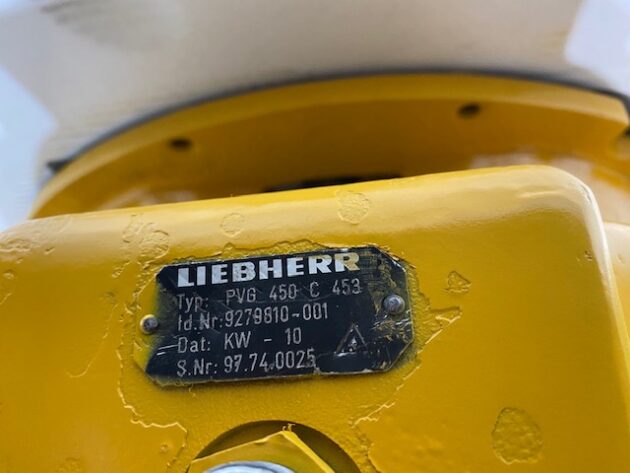 LIEBHERR
Typ: PVG 450 C 453
Id.Nr:9279810-001
Dat: KW - 10
S.Nr: 97.74.0025